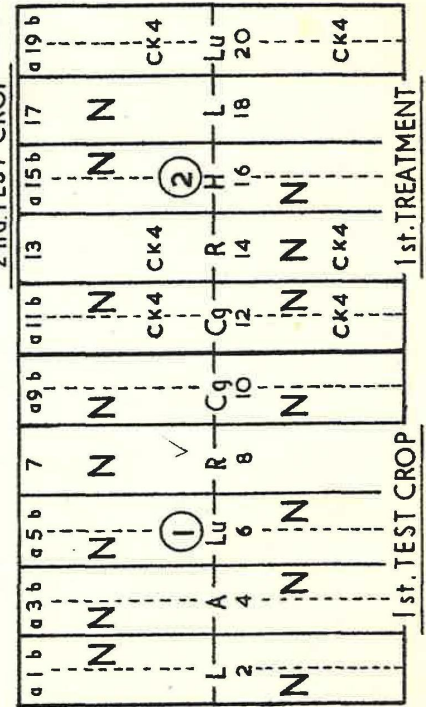 2nd. TEST CROP
a 1 b a 3 b a 5 b 7 a9 b a 11 b 13 a 15 b 17 a 19 b
N N N N N N N N
CK4 CK4 CK4
1 2
L A Lu R Cg Cg R H L Lu
2 4 6 8 10 12 14 16 18 20
N N N N N N N
CK4 CK4 CK4
1st. TEST CROP 1st. TREATMENT